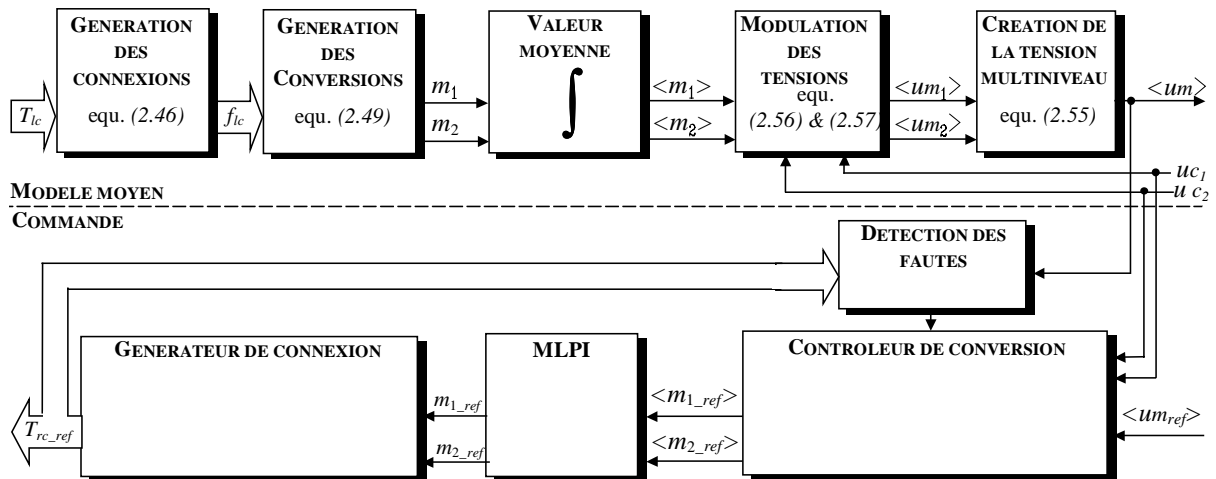 GENERATION
DES
CONNEXIONS
equ. (2.46)
T_lc
f_lc
GENERATION
DES
CONVERSIONS
equ. (2.49)
m_1
m_2
VALEUR
MOYENNE
∫
<m_1>
<m_2>
MODULATION
DES
TENSIONS
equ.
(2.56) & (2.57)
<um_1>
<um_2>
CREATION DE
LA TENSION
MULTINIVEAU
equ. (2.55)
<um>
uc_1
u c_2
MODELE MOYEN
COMMANDE
DETECTION DES
FAUTES
GENERATEUR DE CONNEXION
MLPI
CONTROLEUR DE CONVERSION
T_rc_ref
m_1_ref
m_2_ref
<m_1_ref>
<m_2_ref>
<um_ref>